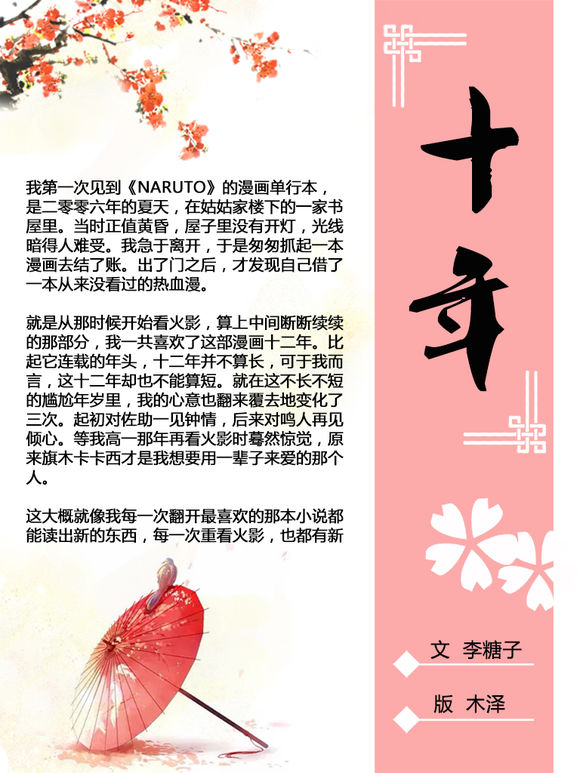 十年
我第一次见到《NARUTO》的漫画单行本，
是二零零六年的夏天，在姑姑家楼下的一家书
屋里。当时正值黄昏，屋子里没有开灯，光线
暗得人难受。我急于离开，于是匆匆抓起一本
漫画去结了账。出了门之后，才发现自己借了
一本从来没看过的热血漫。
就是从那时候开始看火影，算上中间断断续续
的那部分，我一共喜欢了这部漫画十二年。比
起它连载的年头，十二年并不算长，可于我而
言，这十二年却也不能算短。就在这不长不短
的尴尬年岁里，我的心意也翻来覆去地变化了
三次。起初对佐助一见钟情，后来对鸣人再见
倾心。等我高一那年再看火影时蓦然惊觉，原
来旗木卡卡西才是我想要用一辈子来爱的那个
人。
这大概就像我每一次翻开最喜欢的那本小说都
能读出新的东西，每一次重看火影，也都有新
文 李糖子
版 木泽